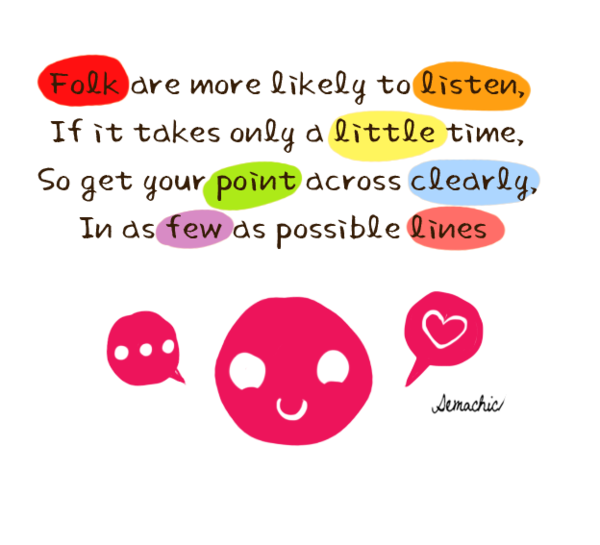 Folk are more likely to listen,
If it takes only a little time,
So get your point across clearly,
In as few as possible lines
Semachic